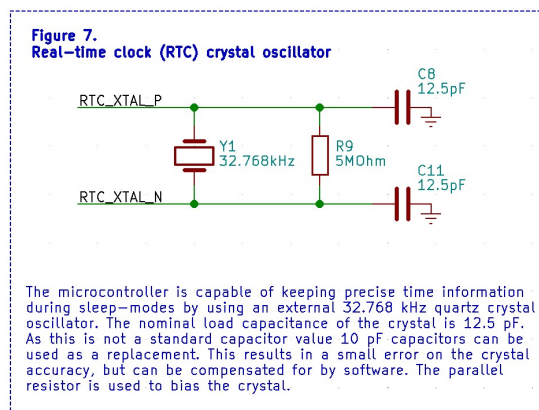 Figure 7.
Real-time clock (RTC) crystal oscillator
C8
12.5pF
RTC_XTAL_P
Y1
32.768kHz
R9
5MOhm
C11
12.5pF
RTC_XTAL_N
The microcontroller is capable of keeping precise time information
during sleep-modes by using an external 32.768 kHz quartz crystal
oscillator. The nominal load capacitance of the crystal is 12.5 pF.
As this is not a standard capacitor value 10 pF capacitors can be
used as a replacement. This results in a small error on the crystal
accuracy, but can be compensated for by software. The parallel
resistor is used to bias the crystal.